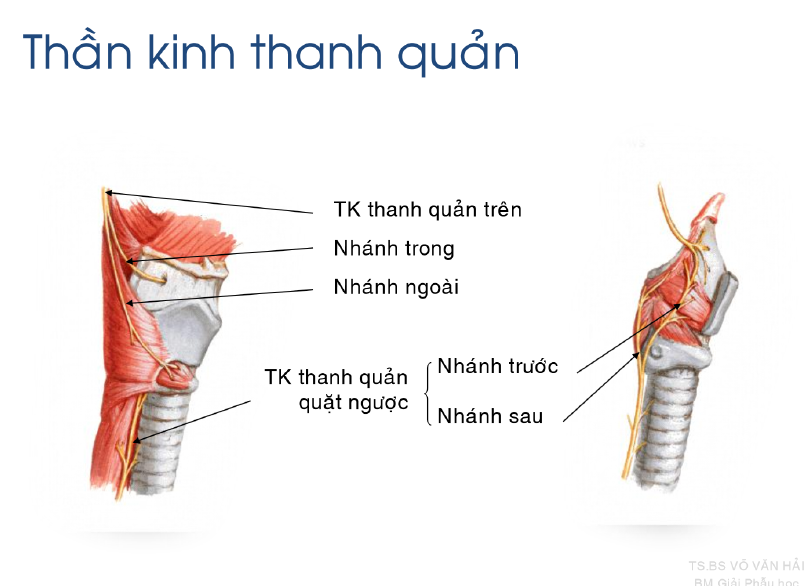 Thần kinh thanh quản
TK thanh quản trên
Nhánh trong
Nhánh ngoài
TK thanh quản
quặt ngược
Nhánh trước
Nhánh sau
TS.BS VÕ VĂN HẢI
BM Giải Phẫu học